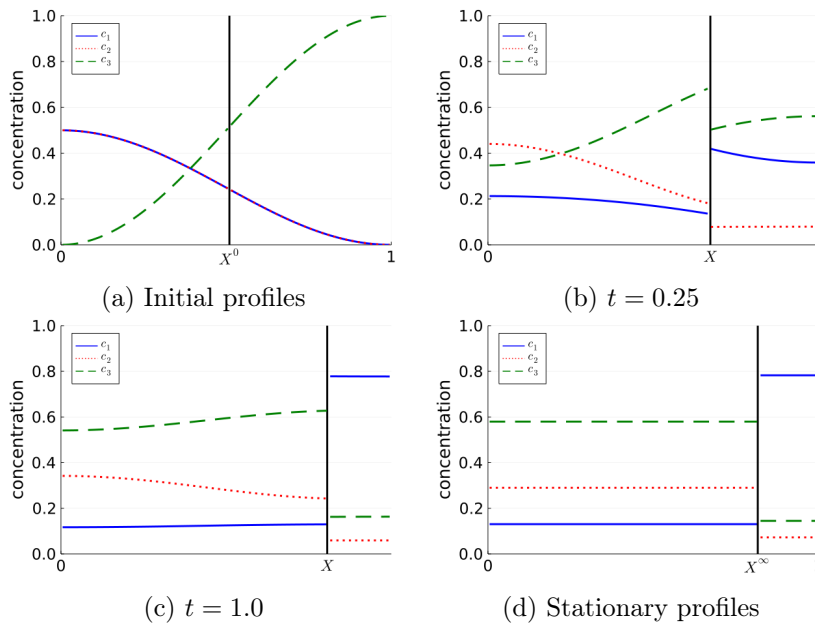 1.0
0.8
0.6
0.4
0.2
0.0
concentration
c₁
c₂
c₃
0
X⁰
1
(a) Initial profiles
1.0
0.8
0.6
0.4
0.2
0.0
concentration
c₁
c₂
c₃
0
X
(b) t = 0.25
1.0
0.8
0.6
0.4
0.2
0.0
concentration
c₁
c₂
c₃
0
X
(c) t = 1.0
1.0
0.8
0.6
0.4
0.2
0.0
concentration
c₁
c₂
c₃
0
X^∞
(d) Stationary profiles